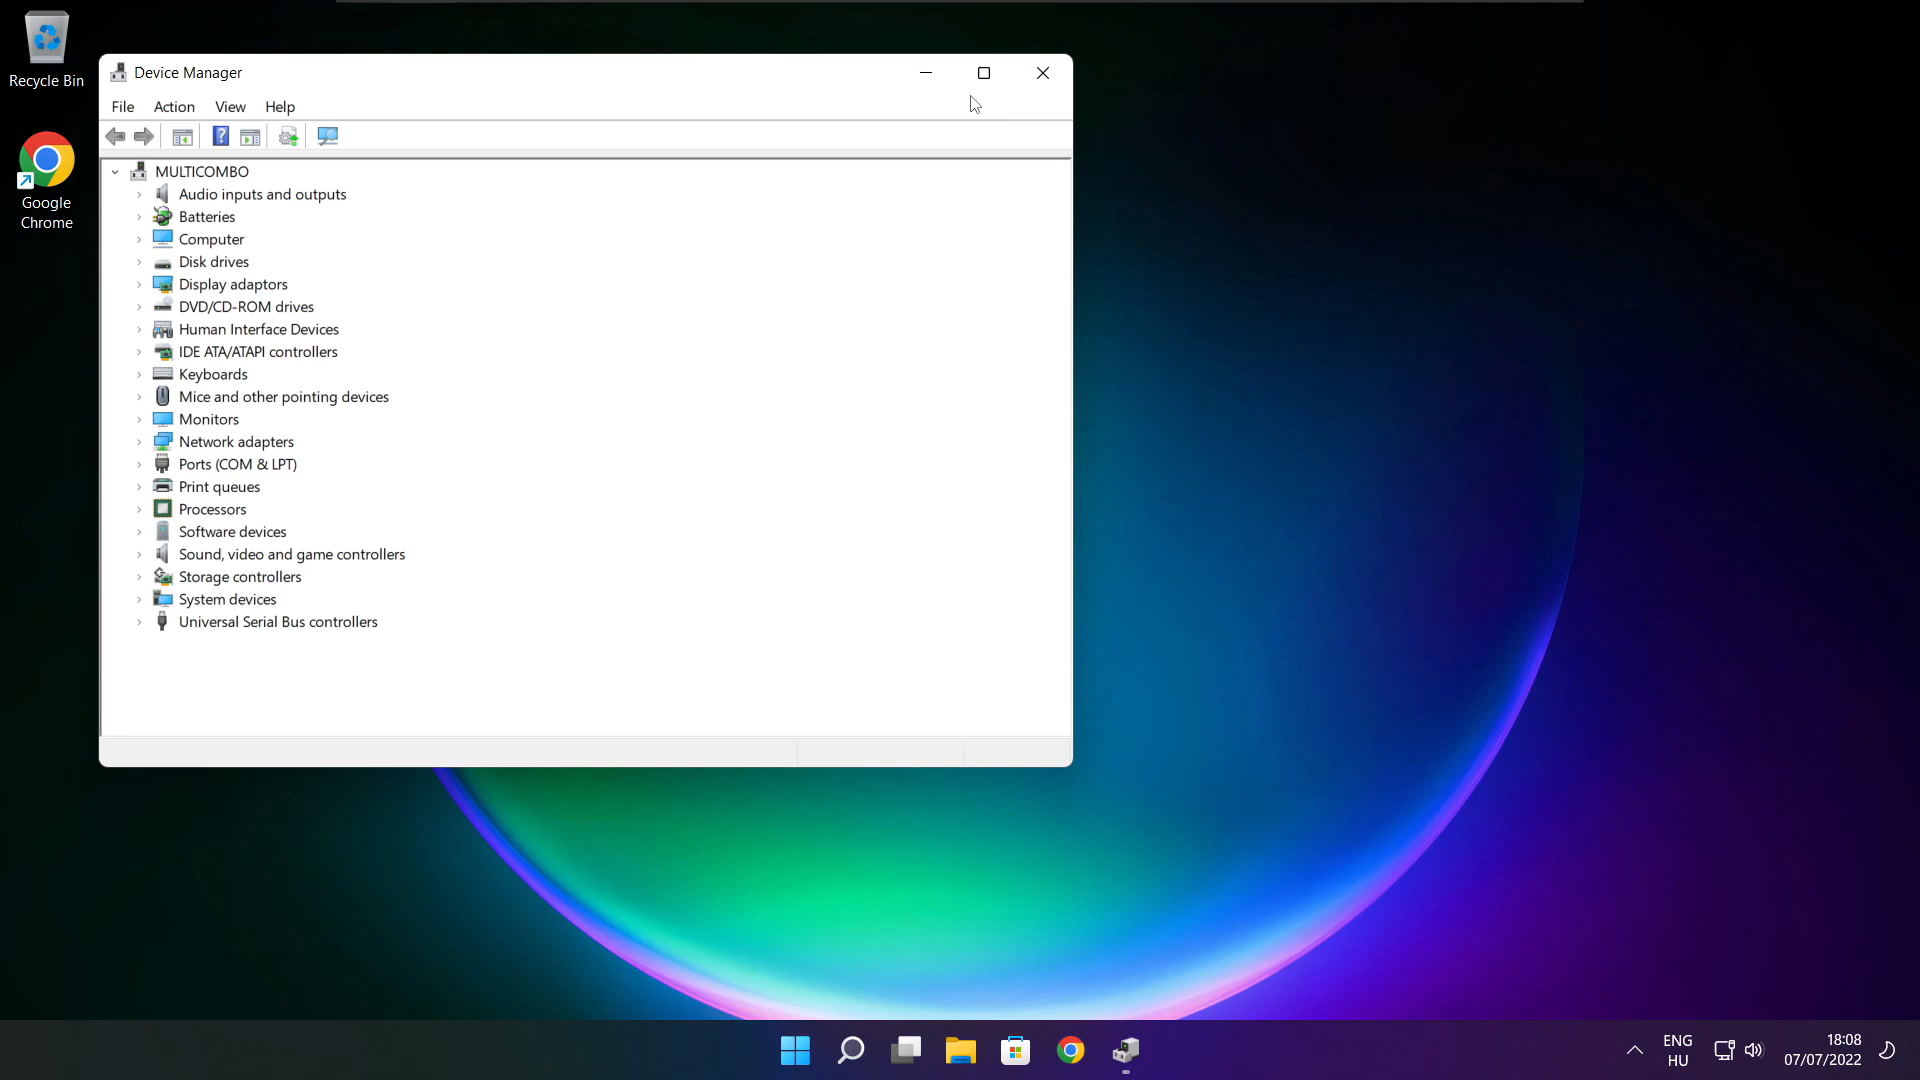 Recycle Bin
Google
Chrome
Device Manager
File Action View Help
MULTICOMBO
Audio inputs and outputs
Batteries
Computer
Disk drives
Display adaptors
DVD/CD-ROM drives
Human Interface Devices
IDE ATA/ATAPI controllers
Keyboards
Mice and other pointing devices
Monitors
Network adapters
Ports (COM & LPT)
Print queues
Processors
Software devices
Sound, video and game controllers
Storage controllers
System devices
Universal Serial Bus controllers
ENG
HU
18:08
07/07/2022